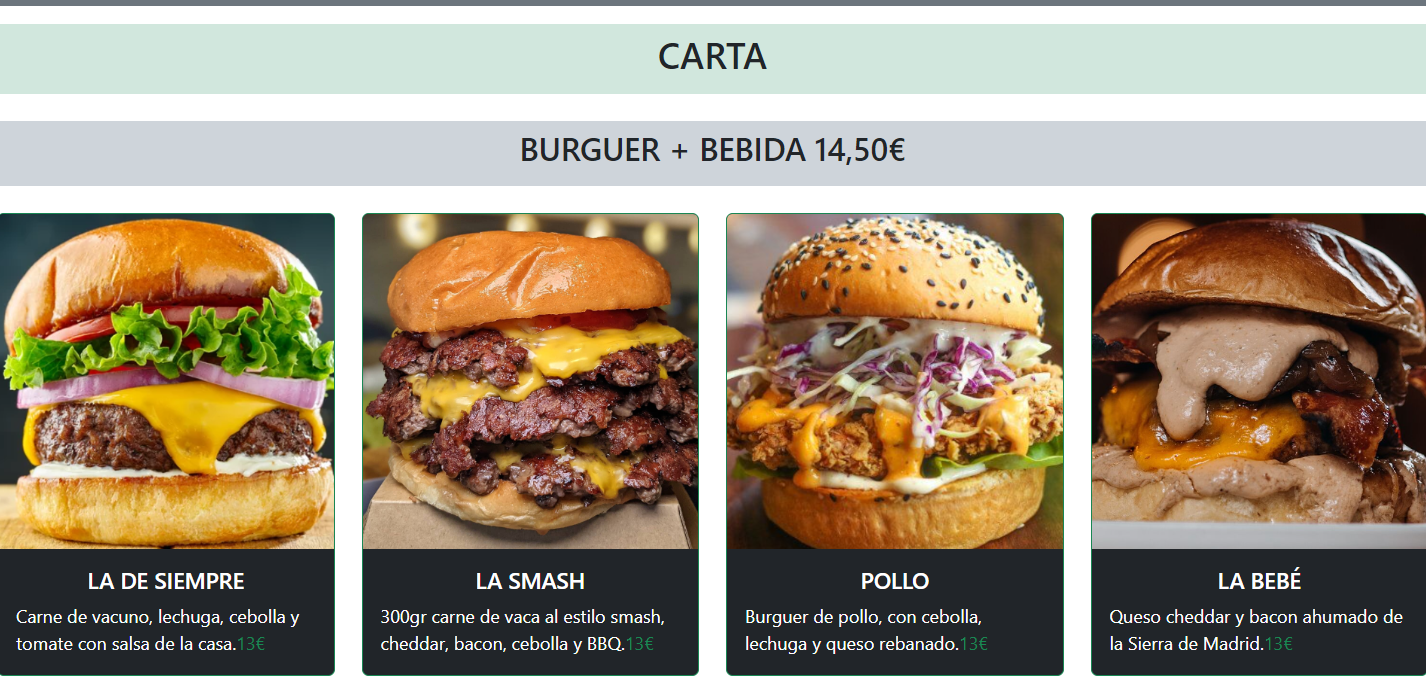 CARTA
BURGUER + BEBIDA 14,50€
LA DE SIEMPRE
Carne de vacuno, lechuga, cebolla y
tomate con salsa de la casa.13€
LA SMASH
300gr carne de vaca al estilo smash,
cheddar, bacon, cebolla y BBQ.13€
POLLO
Burguer de pollo, con cebolla,
lechuga y queso rebanado.13€
LA BEBÉ
Queso cheddar y bacon ahumado de
la Sierra de Madrid.13€